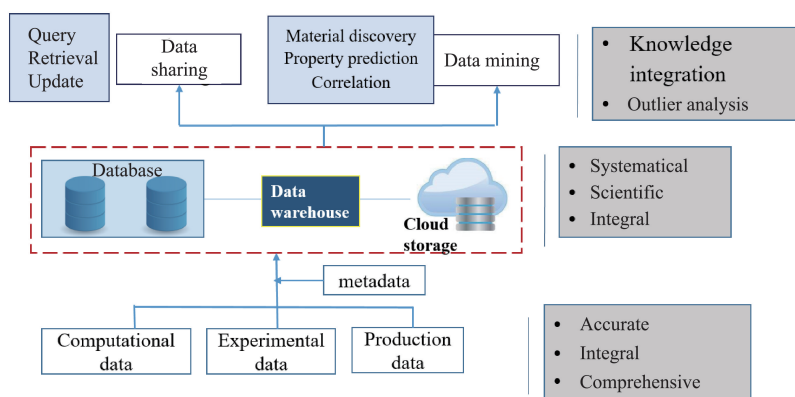 Query
Retrieval
Update
Data
sharing
Material discovery
Property prediction
Correlation
Data mining
• Knowledge
integration
• Outlier analysis
Database
Data
warehouse
Cloud
storage
• Systematical
• Scientific
• Integral
metadata
Computational
data
Experimental
data
Production
data
• Accurate
• Integral
• Comprehensive